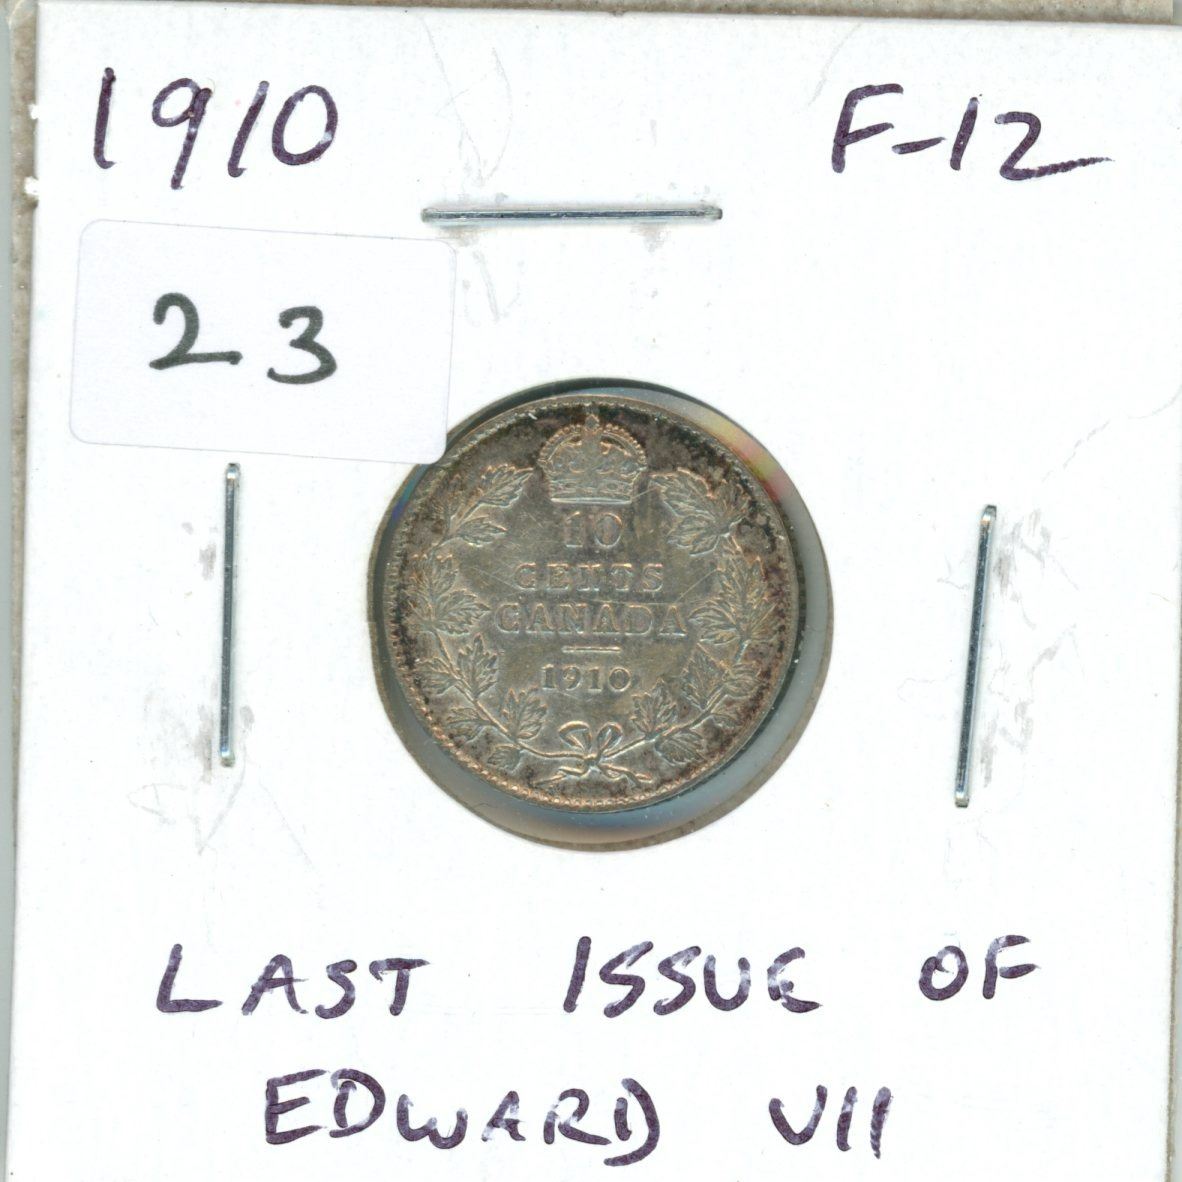 1910 F-12
23
10
CENTS
CANADA
1910
LAST ISSUE OF
EDWARD VII